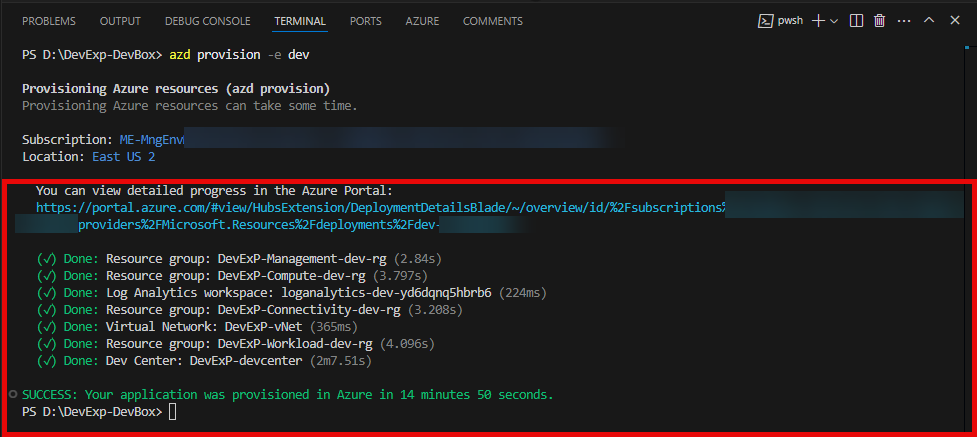 PROBLEMS OUTPUT DEBUG CONSOLE TERMINAL PORTS AZURE COMMENTS pwsh
PS D:\DevExp-DevBox> azd provision -e dev
Provisioning Azure resources (azd provision)
Provisioning Azure resources can take some time.
Subscription: ME-MngEnv
Location: East US 2
You can view detailed progress in the Azure Portal:
https://portal.azure.com/#view/HubsExtension/DeploymentDetailsBlade/~/overview/id/%2Fsubscriptions%
providers%2FMicrosoft.Resources%2Fdeployments%2Fdev-
(✓) Done: Resource group: DevExP-Management-dev-rg (2.84s)
(✓) Done: Resource group: DevExP-Compute-dev-rg (3.797s)
(✓) Done: Log Analytics workspace: loganalytics-dev-yd6dqnq5hbrb6 (224ms)
(✓) Done: Resource group: DevExP-Connectivity-dev-rg (3.208s)
(✓) Done: Virtual Network: DevExP-vNet (365ms)
(✓) Done: Resource group: DevExP-Workload-dev-rg (4.096s)
(✓) Done: Dev Center: DevExP-devcenter (2m7.51s)
SUCCESS: Your application was provisioned in Azure in 14 minutes 50 seconds.
PS D:\DevExp-DevBox>